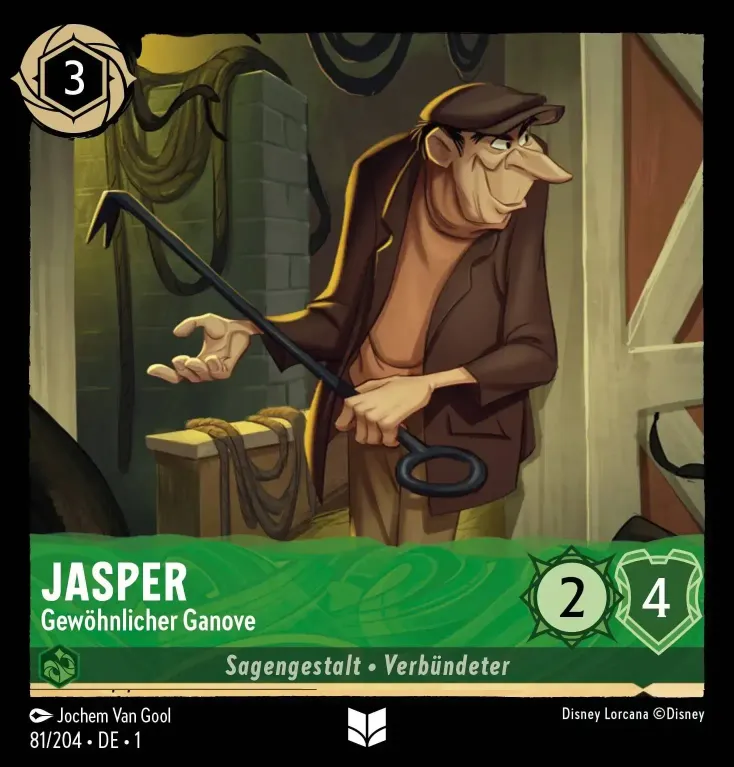 3
JASPER
Gewöhnlicher Ganove
2
4
Sagengestalt • Verbündeter
Jochem Van Gool
Disney Lorcana ©Disney
81/204 • DE • 1